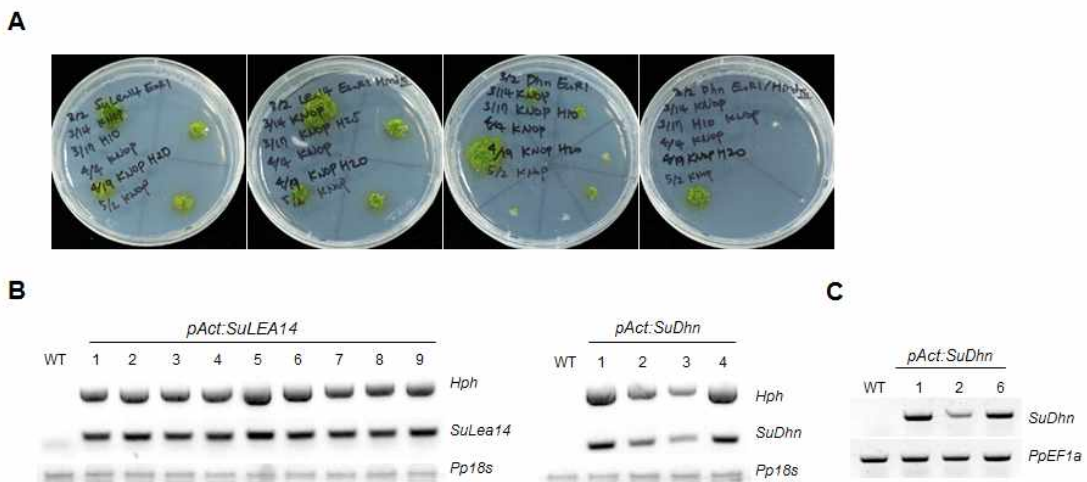 A
3/2 SuLea14 EcoR1
3/14 KNOP
3/17 H10
4/4 KNOP
4/19 KNOP H20
5/2 KNOP
3/2 Lea14 EcoR1 Hind III
3/14 KNOP
3/17 KNOP H25
4/4 KNOP
4/19 KNOP H20
5/2 KNOP
3/2 Dhn EcoR1
3/14 KNOP
3/17 KNOP H10
4/4 KNOP
4/19 KNOP H20
5/2 KNOP
3/2 Dhn EcoR1/Hind III
3/14 KNOP
3/17 H10 KNOP
4/4 KNOP
4/19 KNOP H20
5/2 KNOP
B
pAct:SuLEA14
WT 1 2 3 4 5 6 7 8 9
Hph
SuLea14
Pp18s
pAct:SuDhn
WT 1 2 3 4
Hph
SuDhn
Pp18s
C
pAct:SuDhn
WT 1 2 6
SuDhn
PpEF1a